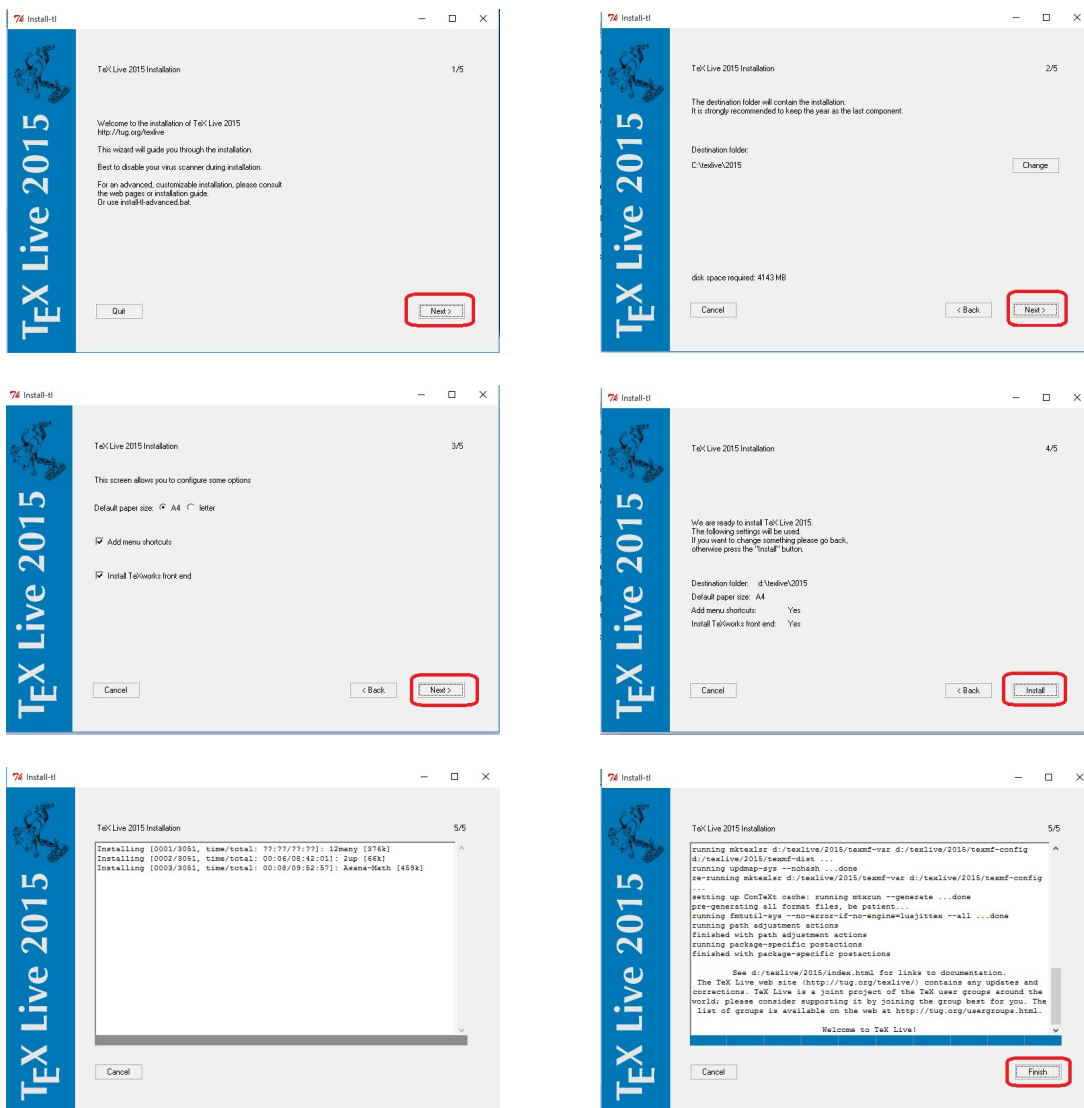 Install-tl
TeX Live 2015
TeX Live 2015 Installation
1/5
Welcome to the installation of TeX Live 2015
http://tug.org/texlive
This wizard will guide you through the installation.
Best to disable your virus scanner during installation.
For an advanced, customizable installation, please consult
the web pages or installation guide.
Or use install-tl-advanced.bat.
Quit
Next >
Install-tl
TeX Live 2015
TeX Live 2015 Installation
2/5
The destination folder will contain the installation.
It is strongly recommended to keep the year as the last component.
Destination folder:
C:\texlive\2015
Change
disk space required: 4143 MB
Cancel
< Back
Next >
Install-tl
TeX Live 2015
TeX Live 2015 Installation
3/5
This screen allows you to configure some options
Default paper size: A4 letter
Add menu shortcuts
Install TeXworks front end
Cancel
< Back
Next >
Install-tl
TeX Live 2015
TeX Live 2015 Installation
4/5
We are ready to install TeX Live 2015.
The following settings will be used.
If you want to change something please go back,
otherwise press the "Install" button.
Destination folder: d:\texlive\2015
Default paper size: A4
Add menu shortcuts: Yes
Install TeXworks front end: Yes
Cancel
< Back
Install
Install-tl
TeX Live 2015
TeX Live 2015 Installation
5/5
Installing [0001/3051, time/total: ??:??/??:??]: 12many [376k]
Installing [0002/3051, time/total: 00:06/08:42:01]: 2up [66k]
Installing [0003/3051, time/total: 00:08/09:52:57]: Asana-Math [459k]
Cancel
Install-tl
TeX Live 2015
TeX Live 2015 Installation
5/5
running mktexlsr d:/texlive/2015/texmf-var d:/texlive/2015/texmf-config
d:/texlive/2015/texmf-dist ...
running updmap-sys --nohash ...done
re-running mktexlsr d:/texlive/2015/texmf-var d:/texlive/2015/texmf-config
...
setting up ConTeXt cache: running mtxrun --generate ...done
pre-generating all format files, be patient...
running fmtutil-sys --no-error-if-no-engine=luajittex --all ...done
running path adjustment actions
finished with path adjustment actions
running package-specific postactions
finished with package-specific postactions
See d:/texlive/2015/index.html for links to documentation.
The TeX Live web site (http://tug.org/texlive/) contains any updates and
corrections. TeX Live is a joint project of the TeX user groups around the
world; please consider supporting it by joining the group best for you. The
list of groups is available on the web at http://tug.org/usergroups.html.
Welcome to TeX Live!
Cancel
Finish